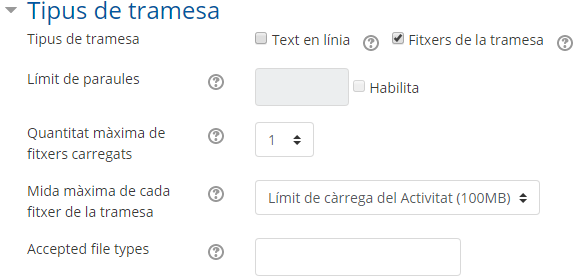 Tipus de tramesa
Tipus de tramesa Text en línia Fitxers de la tramesa
Límit de paraules Habilita
Quantitat màxima de 1
fitxers carregats
Mida màxima de cada Límit de càrrega del Activitat (100MB)
fitxer de la tramesa
Accepted file types